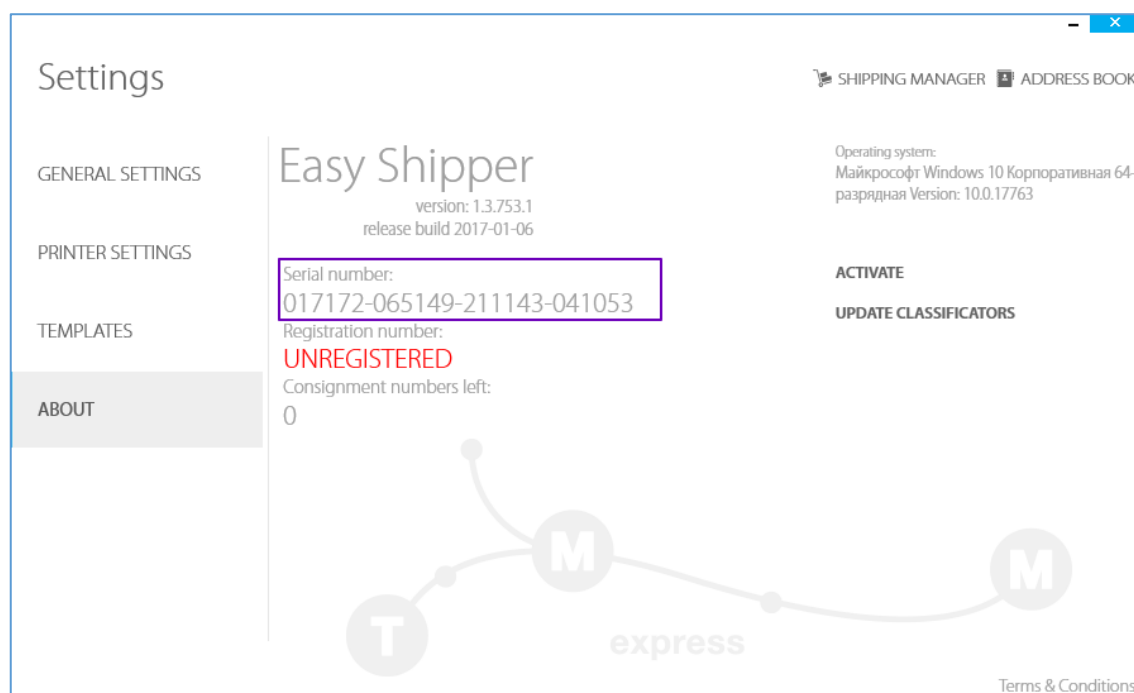 Settings
SHIPPING MANAGER ADDRESS BOOK
GENERAL SETTINGS
PRINTER SETTINGS
TEMPLATES
ABOUT
Easy Shipper
version: 1.3.753.1
release build 2017-01-06
Serial number:
017172-065149-211143-041053
Registration number:
UNREGISTERED
Consignment numbers left:
0
Operating system:
Майкрософт Windows 10 Корпоративная 64-
разрядная Version: 10.0.17763
ACTIVATE
UPDATE CLASSIFICATORS
T
M
M
express
Terms & Conditions